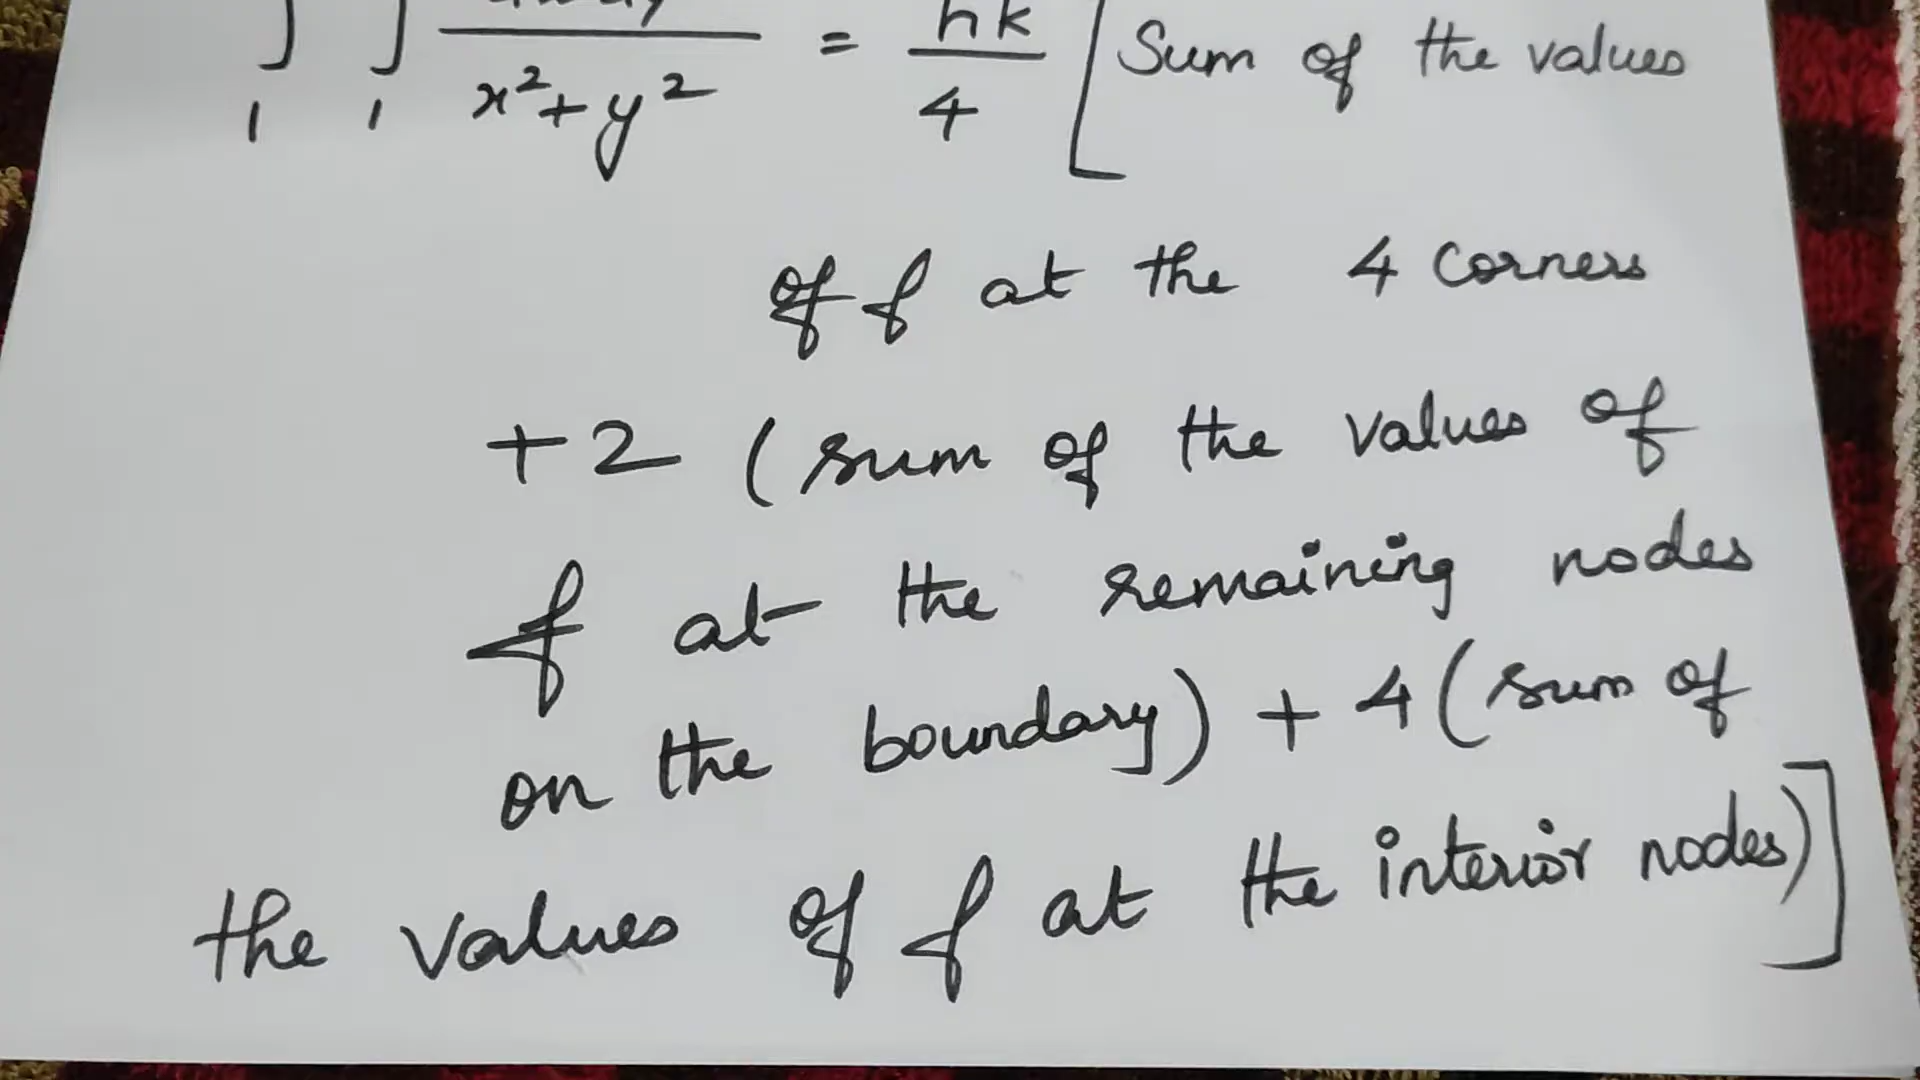 ∫ ∫ / x²+y² = hk/4 [Sum of the values
1 1
of f at the 4 corners
+2 (sum of the values of
f at the remaining nodes
on the boundary) + 4 (sum of
the values of f at the interior nodes)]